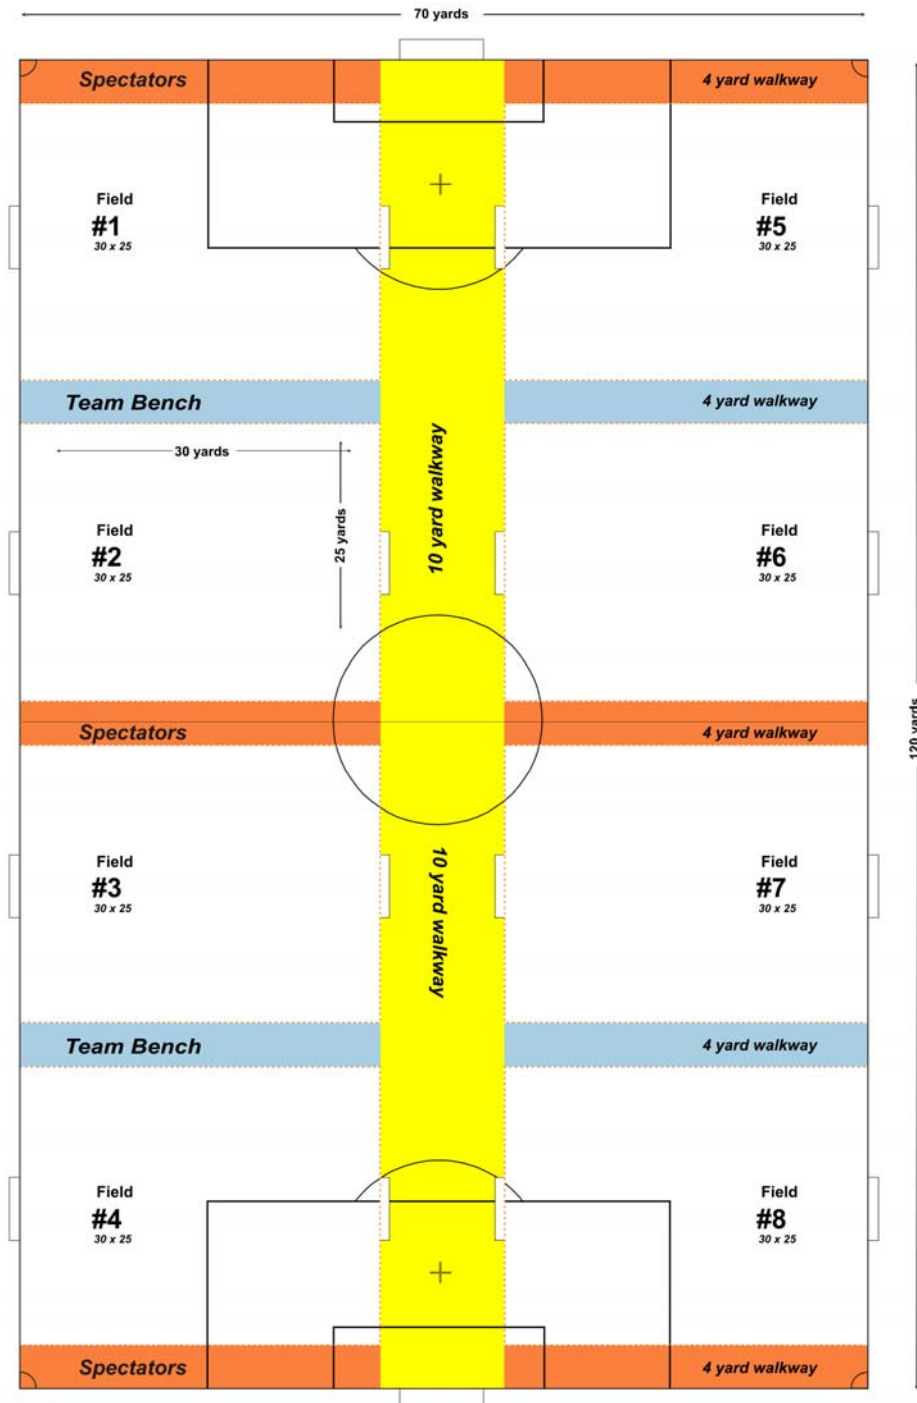 70 yards
Spectators
4 yard walkway
Field
#1
30 x 25
Field
#5
30 x 25
Team Bench
4 yard walkway
30 yards
25 yards
10 yard walkway
Field
#2
30 x 25
Field
#6
30 x 25
Spectators
4 yard walkway
120 yards
Field
#3
30 x 25
10 yard walkway
Field
#7
30 x 25
Team Bench
4 yard walkway
Field
#4
30 x 25
Field
#8
30 x 25
Spectators
4 yard walkway